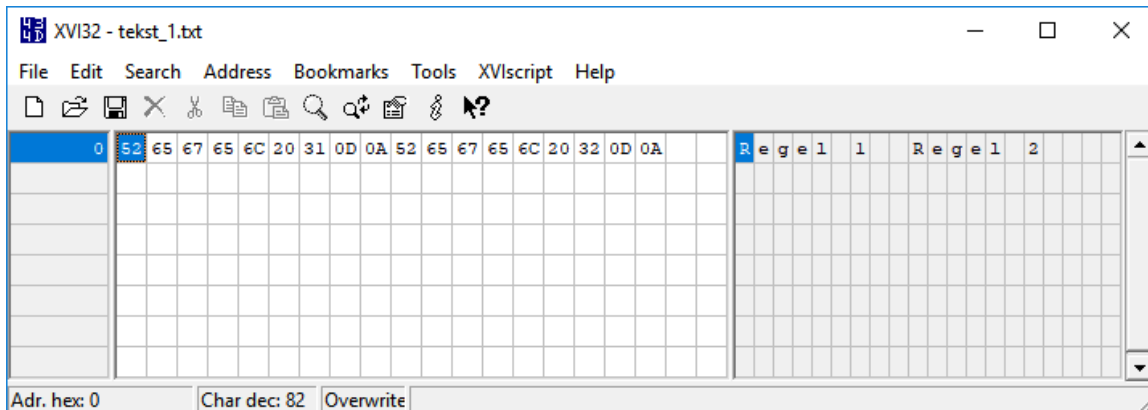 XVI32 - tekst_1.txt
File Edit Search Address Bookmarks Tools XVIscript Help
0 52 65 67 65 6C 20 31 0D 0A 52 65 67 65 6C 20 32 0D 0A R e g e l 1 R e g e l 2
Adr. hex: 0 Char dec: 82 Overwrite